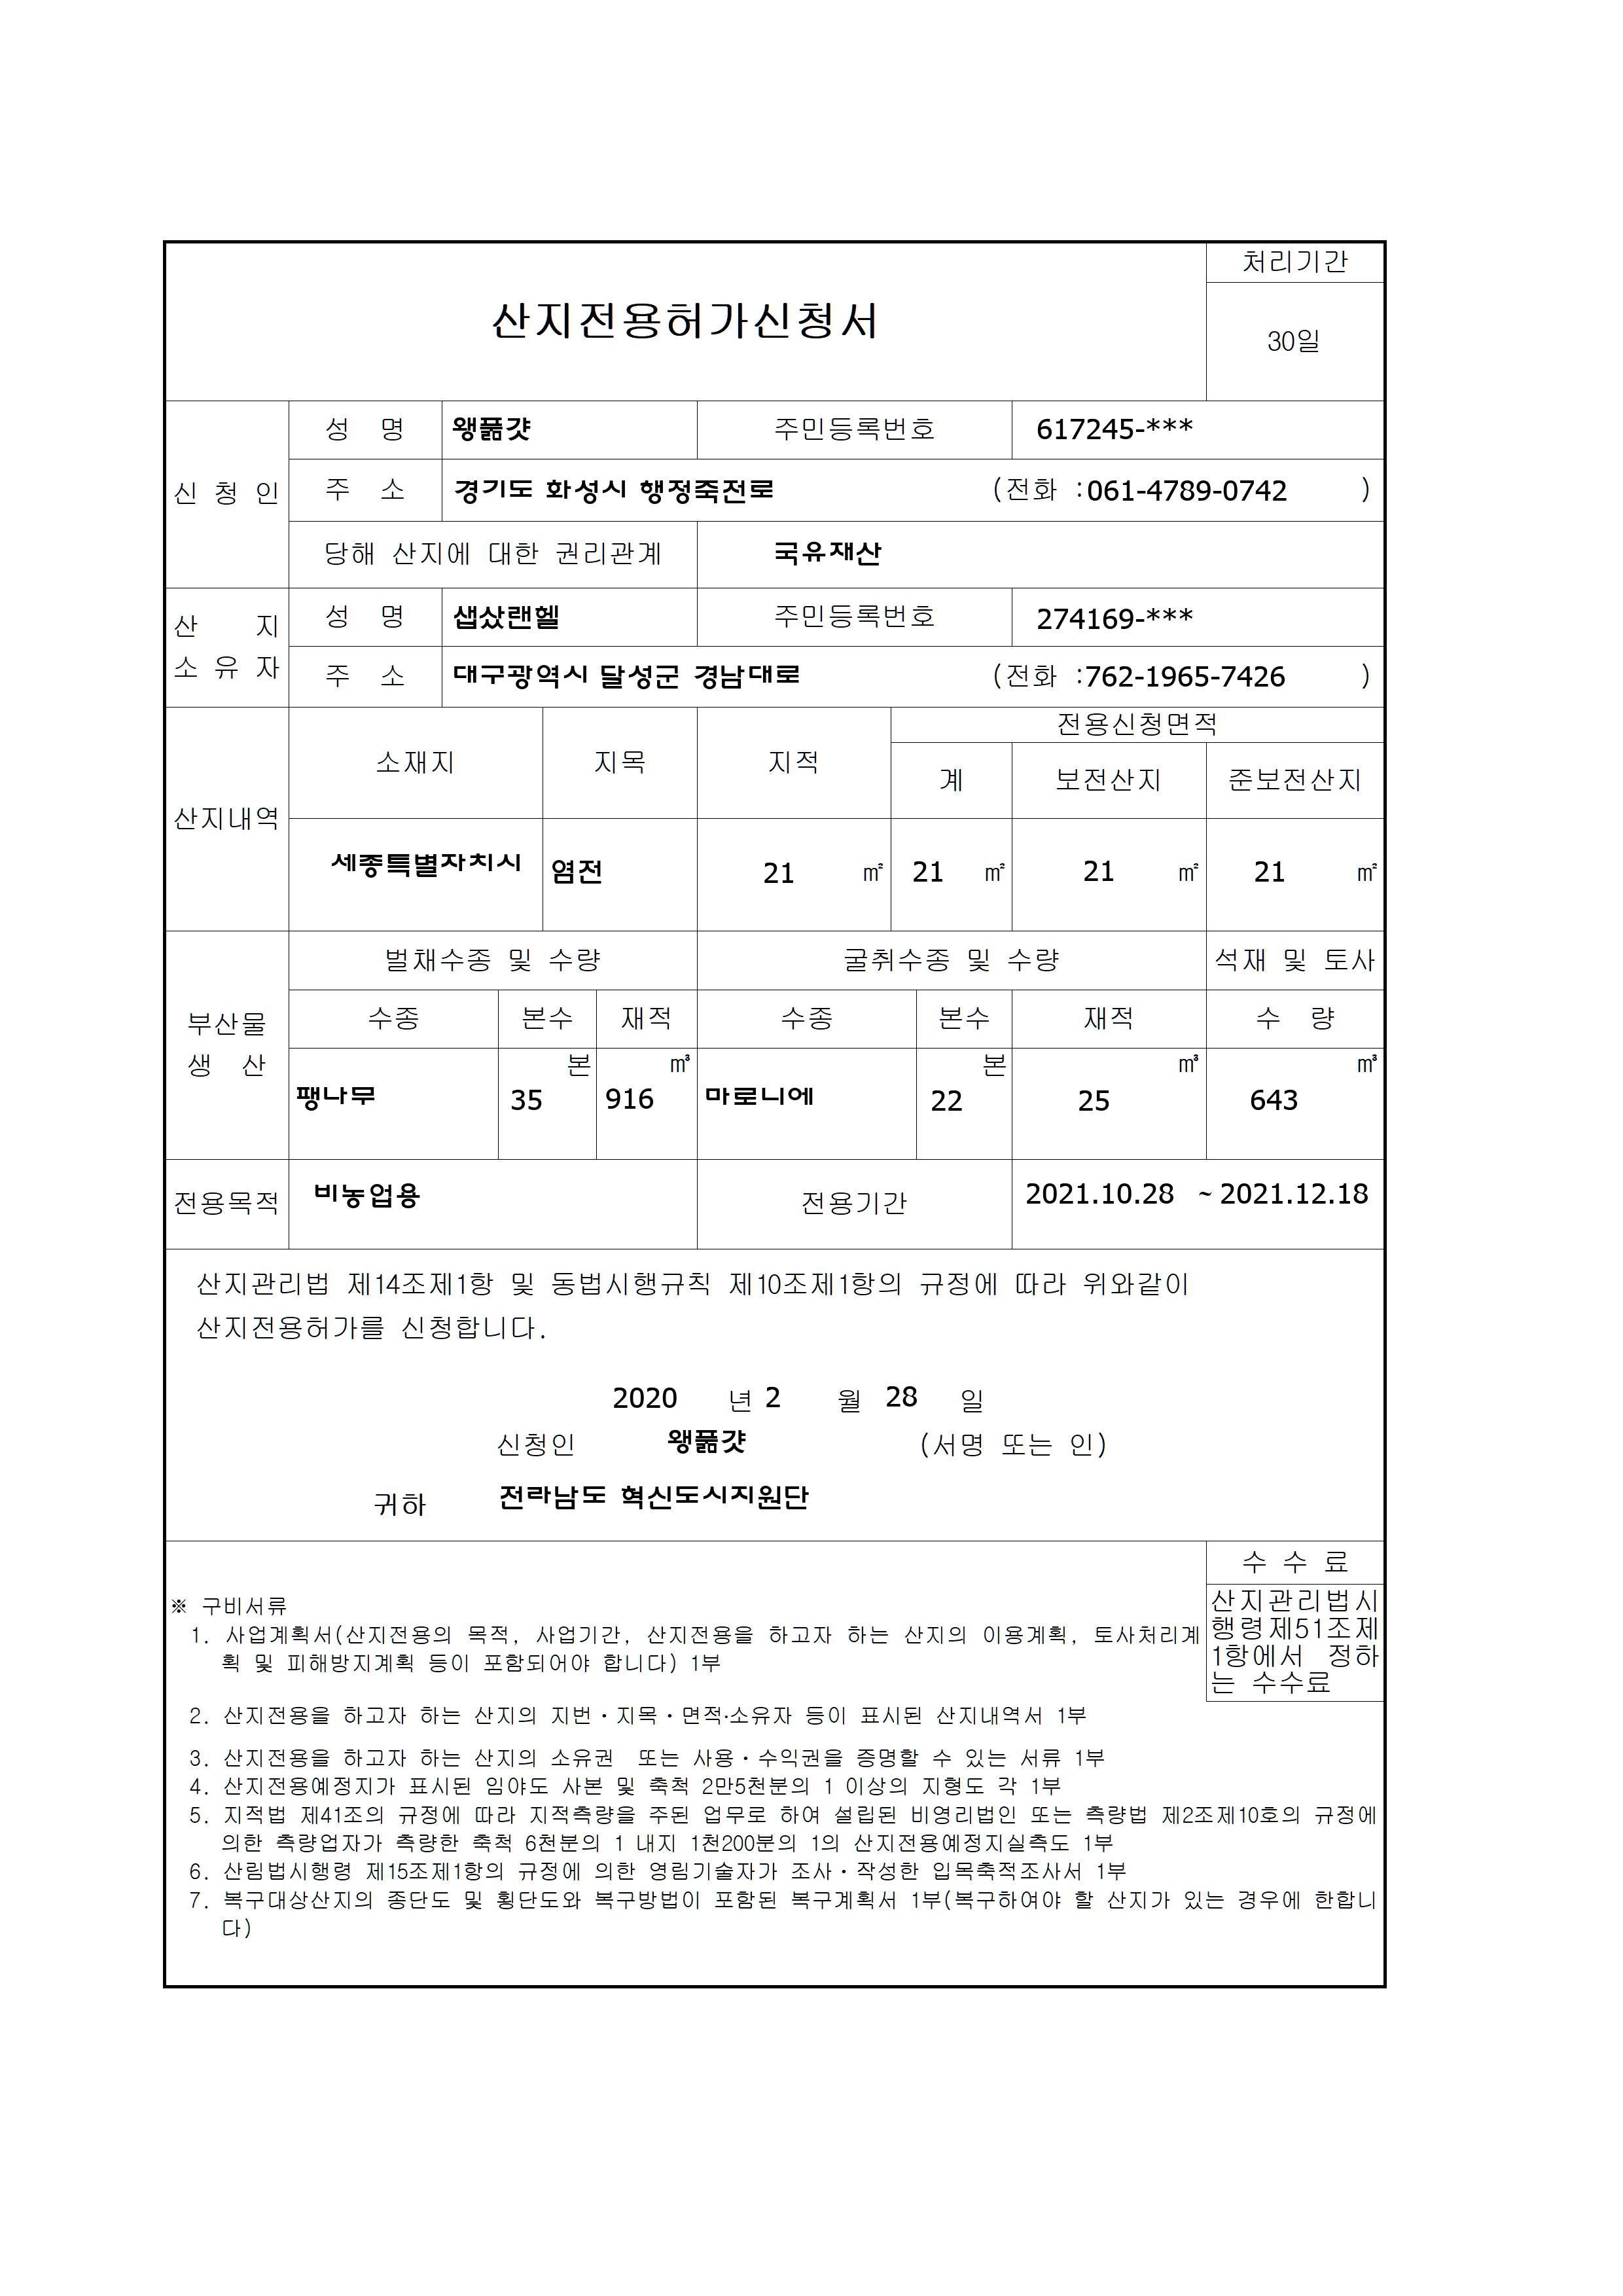 처리기간
산지전용허가신청서
30일
성 명 왱풂걋 주민등록번호 617245-***
신 청 인 주 소 경기도 화성시 행정죽전로 (전화 :061-4789-0742 )
당해 산지에 대한 권리관계 국유재산
산 지 성 명 샙샀랜헬 주민등록번호 274169-***
소 유 자 주 소 대구광역시 달성군 경남대로 (전화 :762-1965-7426 )
전용신청면적
소재지 지목 지적
계 보전산지 준보전산지
산지내역
세종특별자치시 염전 21 ㎡ 21 ㎡ 21 ㎡ 21 ㎡
벌채수종 및 수량 굴취수종 및 수량 석재 및 토사
부산물 수종 본수 재적 수종 본수 재적 수 량
생 산 본 ㎥ 본 ㎥ ㎥
팽나무 35 916 마로니에 22 25 643
전용목적 비농업용 전용기간 2021.10.28 ~ 2021.12.18
산지관리법 제14조제1항 및 동법시행규칙 제10조제1항의 규정에 따라 위와같이
산지전용허가를 신청합니다.
2020 년 2 월 28 일
신청인 왱풂걋 (서명 또는 인)
귀하 전라남도 혁신도시지원단
수 수 료
산지관리법시
행령제51조제
1항에서 정하
는 수수료
※ 구비서류
1. 사업계획서(산지전용의 목적, 사업기간, 산지전용을 하고자 하는 산지의 이용계획, 토사처리계
획 및 피해방지계획 등이 포함되어야 합니다) 1부
2. 산지전용을 하고자 하는 산지의 지번·지목·면적·소유자 등이 표시된 산지내역서 1부
3. 산지전용을 하고자 하는 산지의 소유권 또는 사용·수익권을 증명할 수 있는 서류 1부
4. 산지전용예정지가 표시된 임야도 사본 및 축척 2만5천분의 1 이상의 지형도 각 1부
5. 지적법 제41조의 규정에 따라 지적측량을 주된 업무로 하여 설립된 비영리법인 또는 측량법 제2조제10호의 규정에
의한 측량업자가 측량한 축척 6천분의 1 내지 1천200분의 1의 산지전용예정지실측도 1부
6. 산림법시행령 제15조제1항의 규정에 의한 영림기술자가 조사·작성한 입목축적조사서 1부
7. 복구대상산지의 종단도 및 횡단도와 복구방법이 포함된 복구계획서 1부(복구하여야 할 산지가 있는 경우에 한합니
다)